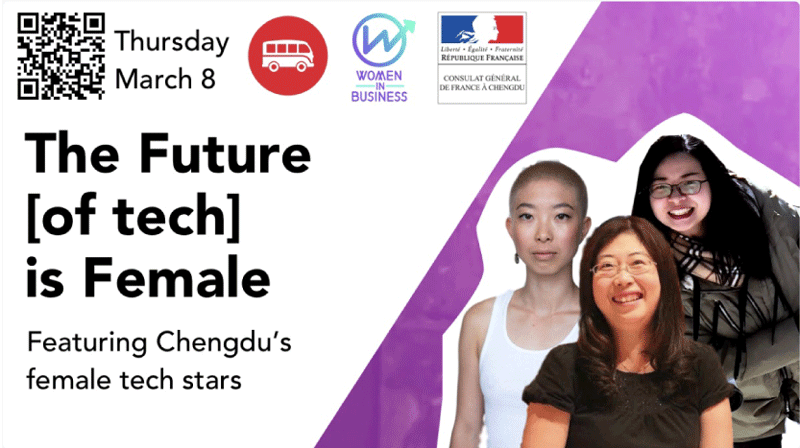 Thursday
March 8
WOMEN
IN
BUSINESS
Liberté • Égalité • Fraternité
RÉPUBLIQUE FRANÇAISE
CONSULAT GÉNÉRAL
DE FRANCE À CHENGDU
The Future
[of tech]
is Female
Featuring Chengdu's
female tech stars